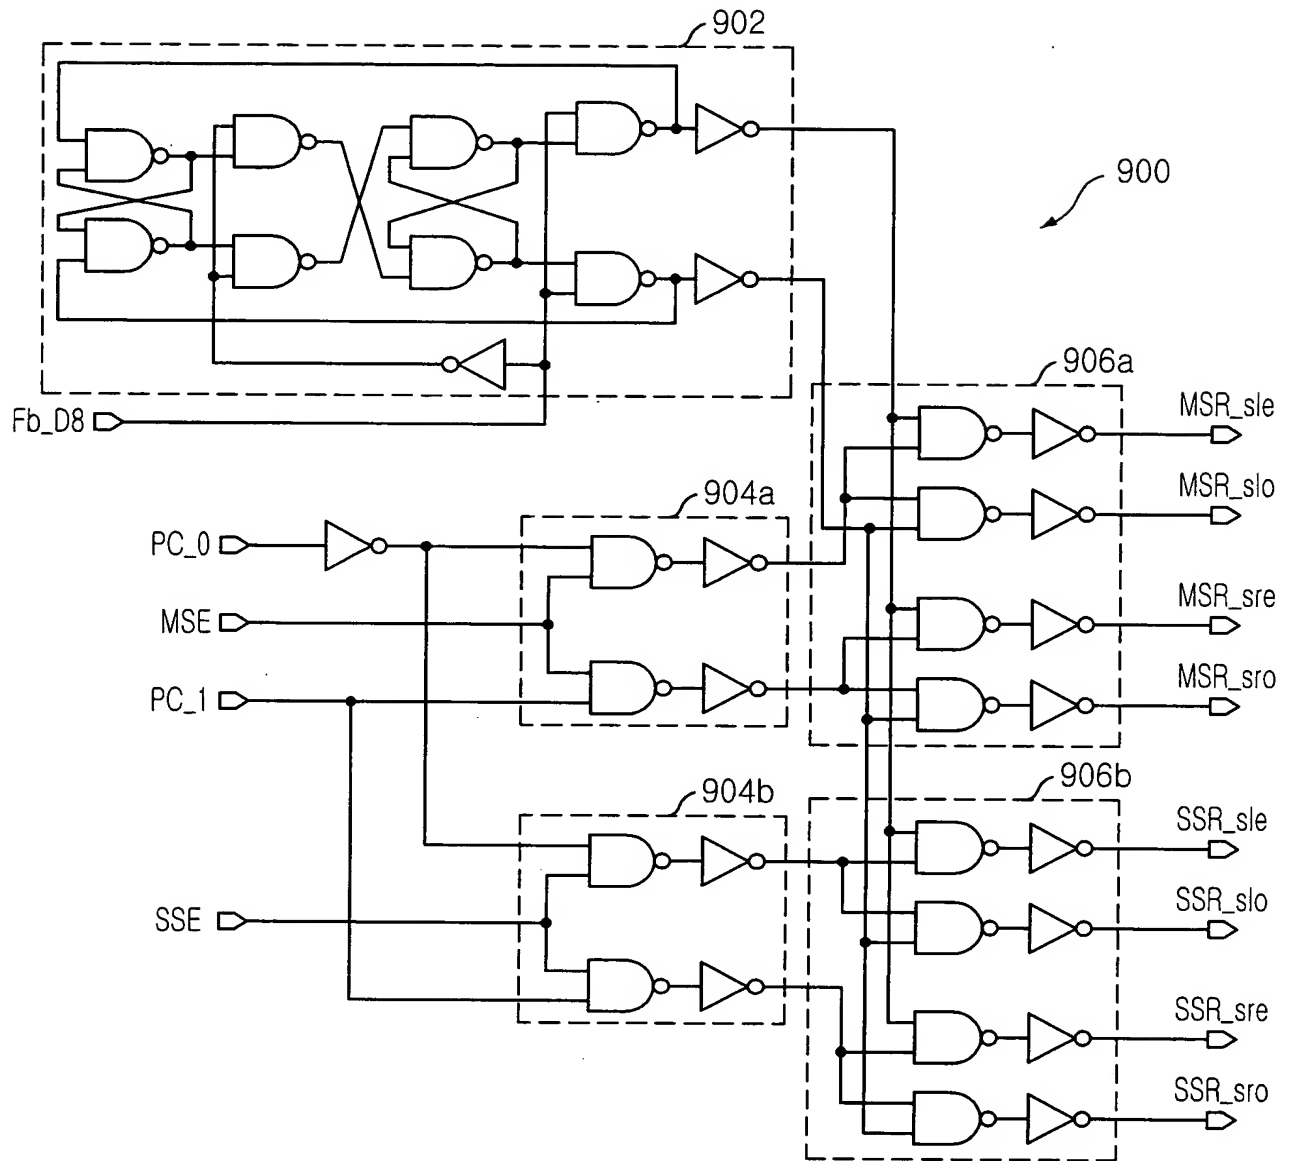 902
900
Fb_D8
906a
MSR_sle
904a
MSR_slo
PC_0
MSE
MSR_sre
PC_1
MSR_sro
904b
906b
SSR_sle
SSE
SSR_slo
SSR_sre
SSR_sro